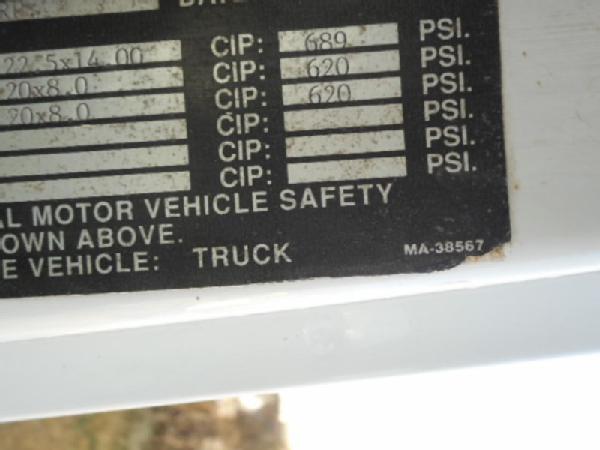 22.5x14.00 CIP: 689 PSI.
20x8.0 CIP: 620 PSI.
20x8.0 CIP: 620 PSI.
CIP: PSI.
CIP: PSI.
CIP: PSI.
AL MOTOR VEHICLE SAFETY
OWN ABOVE.
E VEHICLE: TRUCK MA-38567